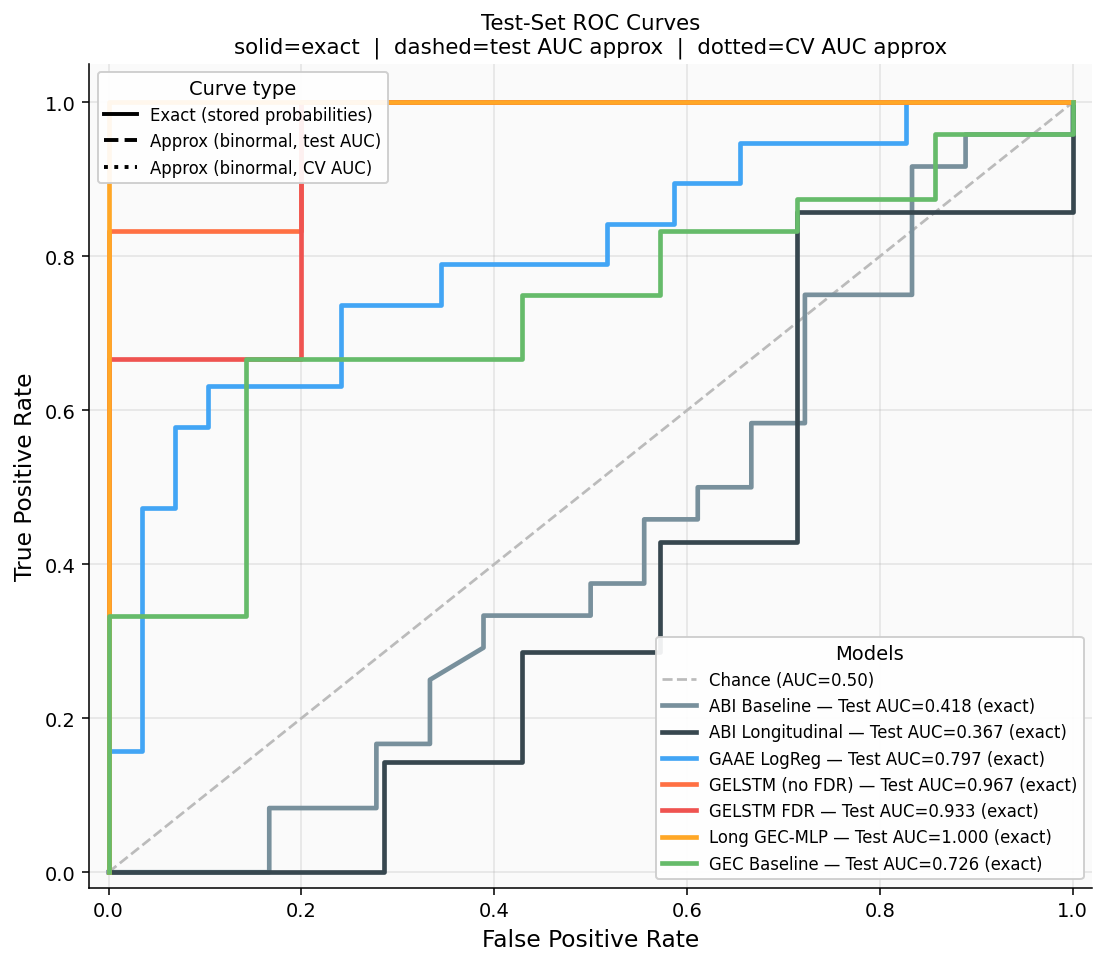 Test-Set ROC Curves
solid=exact | dashed=test AUC approx | dotted=CV AUC approx
Curve type
Exact (stored probabilities)
Approx (binormal, test AUC)
Approx (binormal, CV AUC)
1.0
0.8
0.6
0.4
0.2
0.0
True Positive Rate
Models
Chance (AUC=0.50)
ABI Baseline — Test AUC=0.418 (exact)
ABI Longitudinal — Test AUC=0.367 (exact)
GAAE LogReg — Test AUC=0.797 (exact)
GELSTM (no FDR) — Test AUC=0.967 (exact)
GELSTM FDR — Test AUC=0.933 (exact)
Long GEC-MLP — Test AUC=1.000 (exact)
GEC Baseline — Test AUC=0.726 (exact)
0.0 0.2 0.4 0.6 0.8 1.0
False Positive Rate